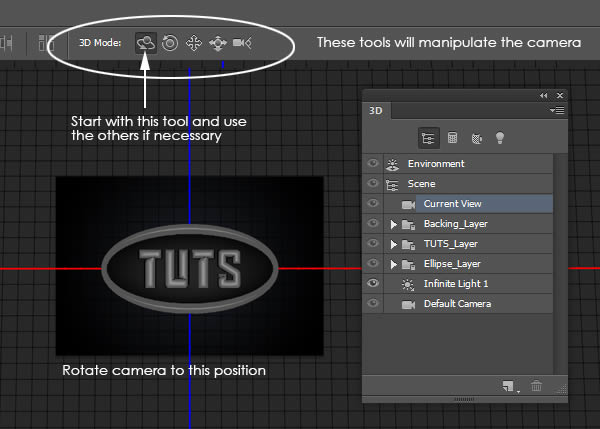 3D Mode:
These tools will manipulate the camera
Start with this tool and use
the others if necessary
3D
Environment
Scene
Current View
Backing_Layer
TUTS_Layer
Ellipse_Layer
Infinite Light 1
Default Camera
TUTS
Rotate camera to this position